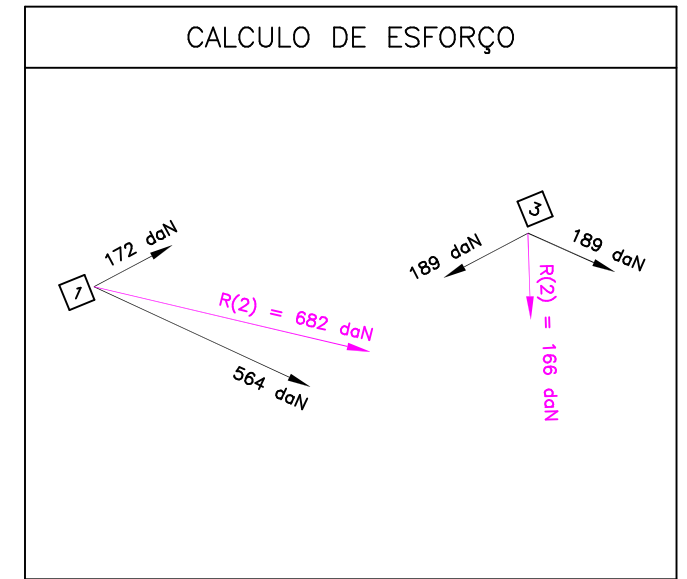 CALCULO DE ESFORÇO
172 daN
1
R(2) = 682 daN
564 daN
3
189 daN
189 daN
R(2) = 166 daN